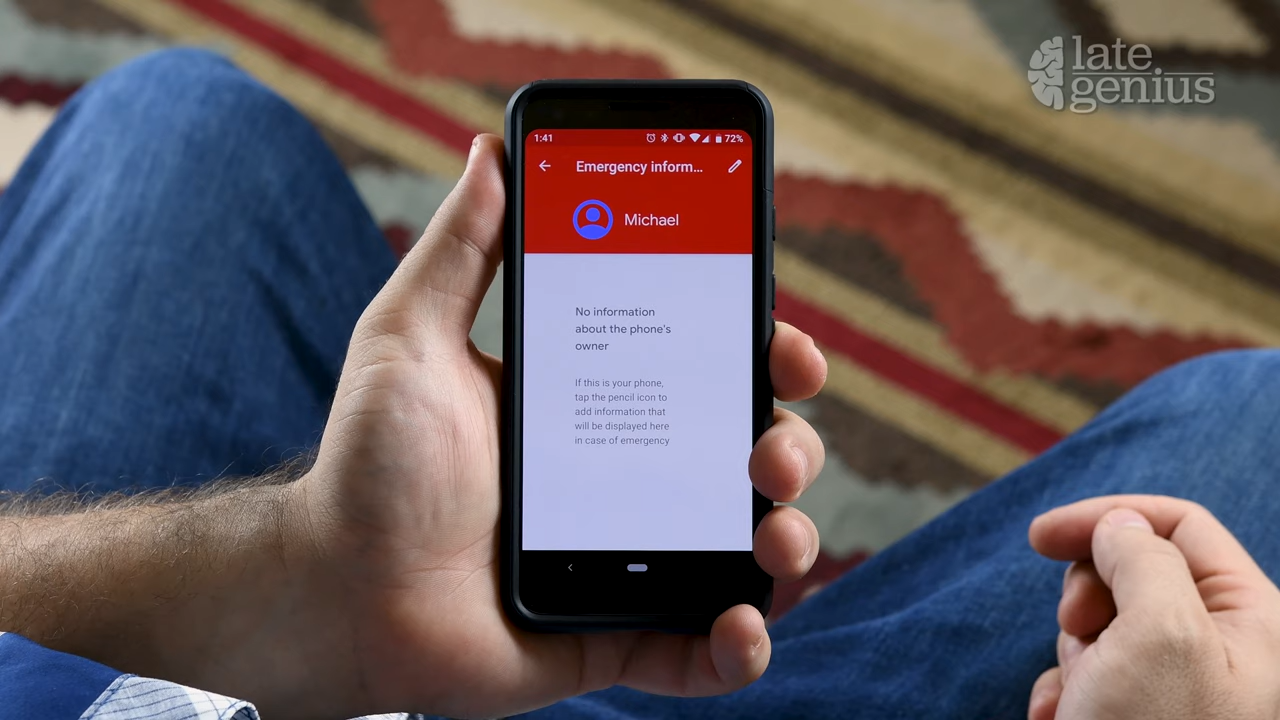 late
genius
1:41 72%
Emergency inform...
Michael
No information
about the phone's
owner
If this is your phone,
tap the pencil icon to
add information that
will be displayed here
in case of emergency